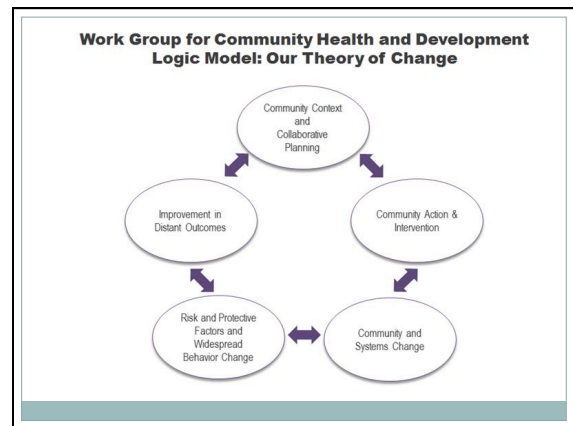 Work Group for Community Health and Development
Logic Model: Our Theory of Change
Community Context
and
Collaborative
Planning
Improvement in
Distant Outcomes
Community Action &
Intervention
Risk and Protective
Factors and
Widespread
Behavior Change
Community and
Systems Change